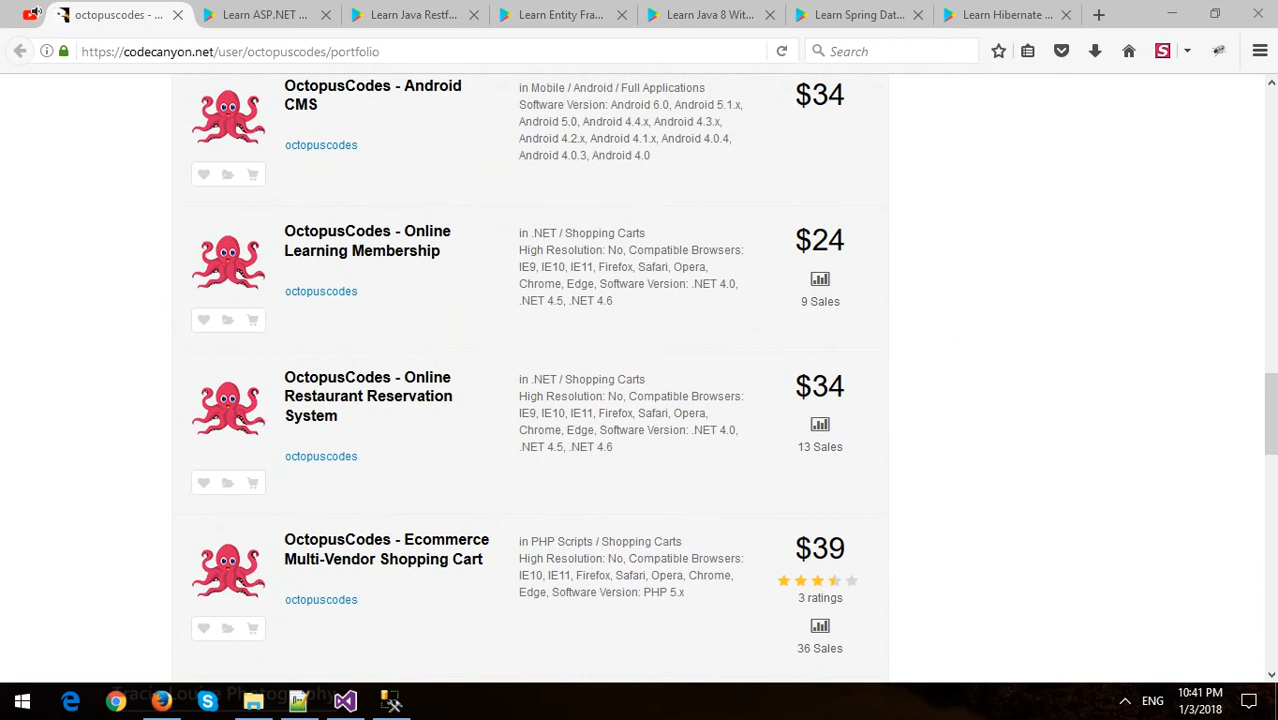 octopuscodes - ...
Learn ASP.NET ...
Learn Java Restf...
Learn Entity Fra...
Learn Java 8 Wit...
Learn Spring Dat...
Learn Hibernate ...
https://codecanyon.net/user/octopuscodes/portfolio
Search
OctopusCodes - Android
CMS
octopuscodes
in Mobile / Android / Full Applications
Software Version: Android 6.0, Android 5.1.x,
Android 5.0, Android 4.4.x, Android 4.3.x,
Android 4.2.x, Android 4.1.x, Android 4.0.4,
Android 4.0.3, Android 4.0
$34
OctopusCodes - Online
Learning Membership
octopuscodes
in .NET / Shopping Carts
High Resolution: No, Compatible Browsers:
IE9, IE10, IE11, Firefox, Safari, Opera,
Chrome, Edge, Software Version: .NET 4.0,
.NET 4.5, .NET 4.6
$24
9 Sales
OctopusCodes - Online
Restaurant Reservation
System
octopuscodes
in .NET / Shopping Carts
High Resolution: No, Compatible Browsers:
IE9, IE10, IE11, Firefox, Safari, Opera,
Chrome, Edge, Software Version: .NET 4.0,
.NET 4.5, .NET 4.6
$34
13 Sales
OctopusCodes - Ecommerce
Multi-Vendor Shopping Cart
octopuscodes
in PHP Scripts / Shopping Carts
High Resolution: No, Compatible Browsers:
IE10, IE11, Firefox, Safari, Opera, Chrome,
Edge, Software Version: PHP 5.x
$39
3 ratings
36 Sales
ENG
10:41 PM
1/3/2018